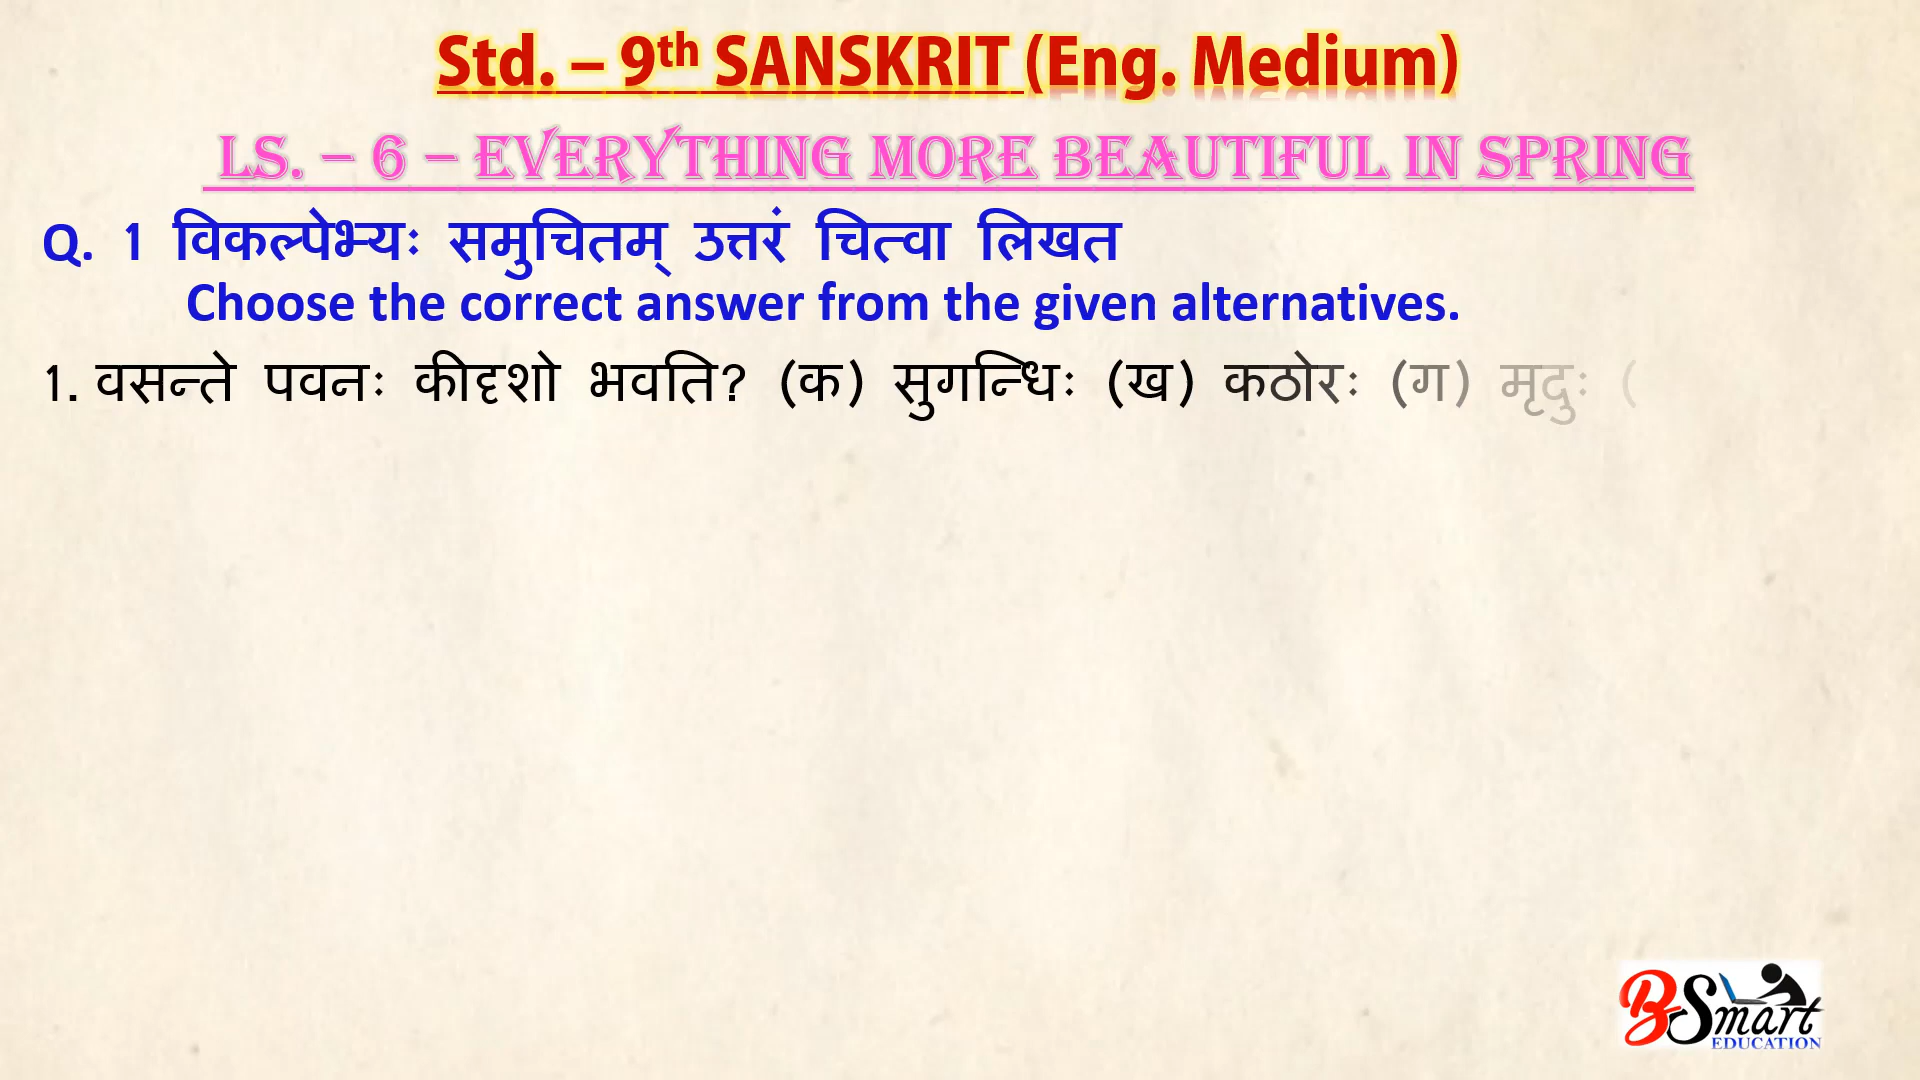 Std. – 9th SANSKRIT (Eng. Medium)
LS. – 6 – EVERYTHING MORE BEAUTIFUL IN SPRING
Q. 1 विकल्पेभ्यः समुचितम् उत्तरं चित्वा लिखत
Choose the correct answer from the given alternatives.
1. वसन्ते पवनः कीदृशो भवति? (क) सुगन्धिः (ख) कठोरः (ग) मृदुः (
B Smart
EDUCATION